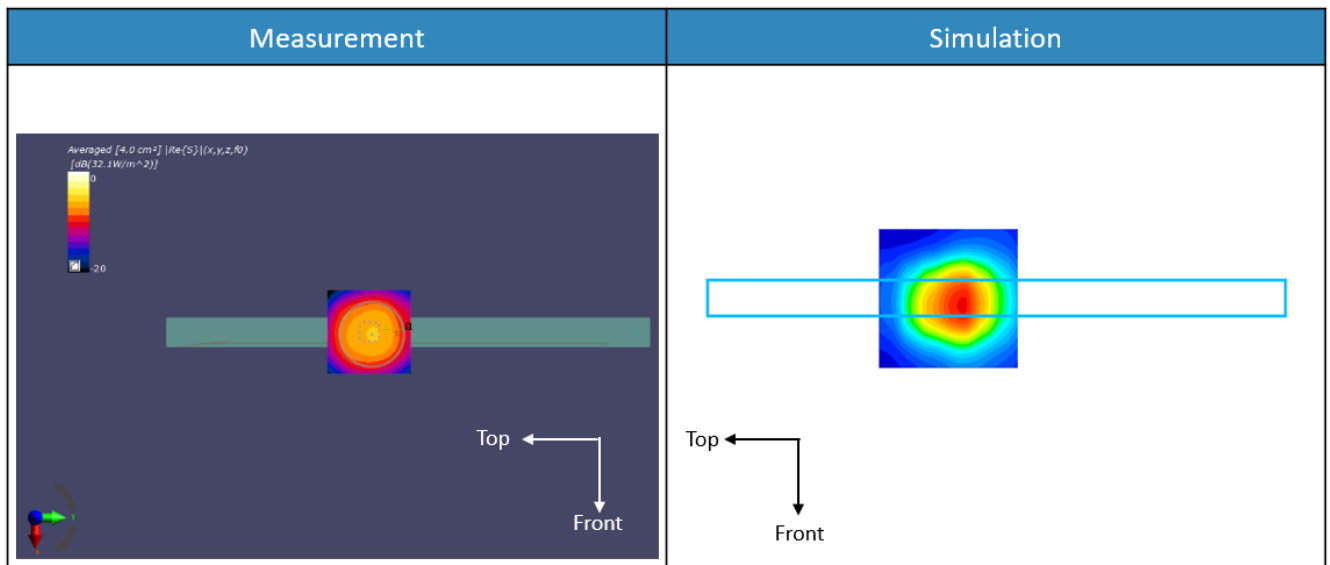 Measurement
Simulation
Averaged [4.0 cm²] |Re{S}|(x,y,z,f0)
[dB(32.1W/m^2)]
0
-20
Top
Front
Top
Front